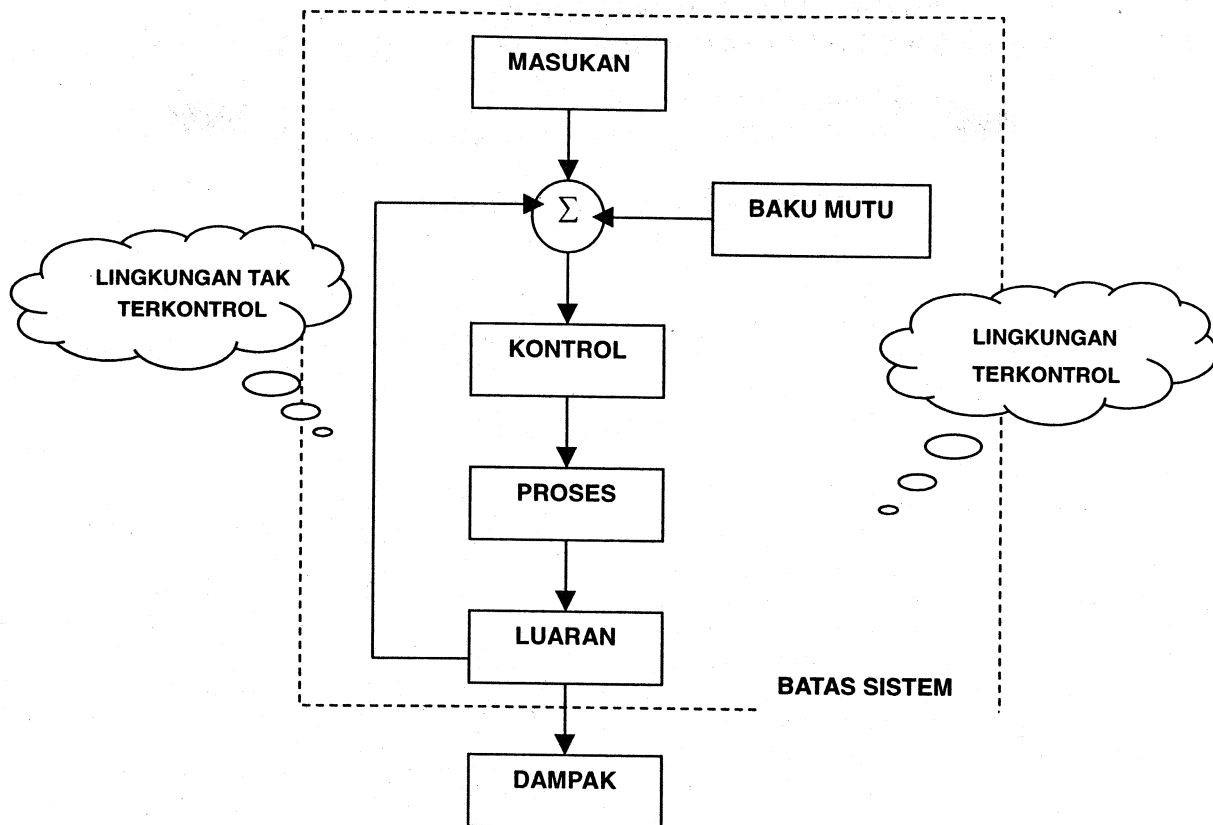 MASUKAN
Σ
BAKU MUTU
LINGKUNGAN TAK
TERKONTROL
LINGKUNGAN
TERKONTROL
KONTROL
PROSES
LUARAN
BATAS SISTEM
DAMPAK